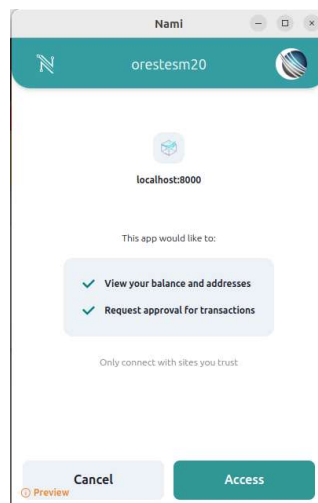 Nami
orestesm20
localhost:8000
This app would like to:
View your balance and addresses
Request approval for transactions
Only connect with sites you trust
Cancel
Access
Preview